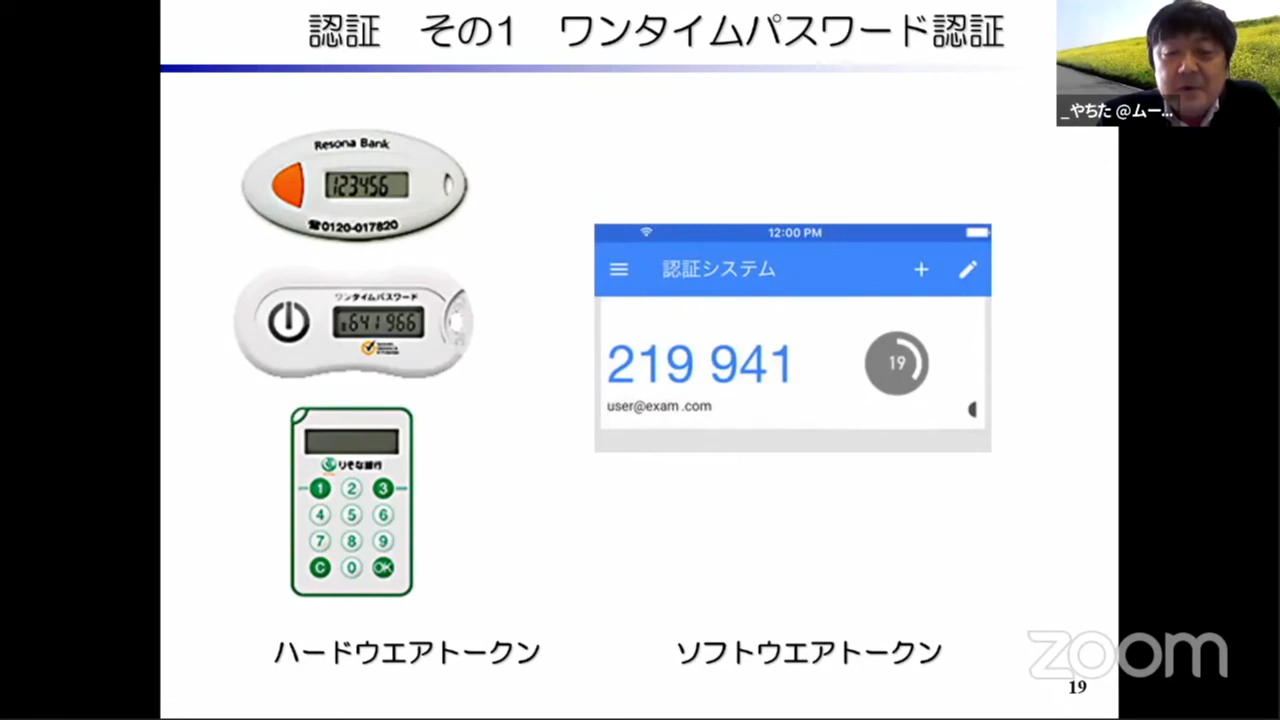 認証 その1 ワンタイムパスワード認証
_やちた @ムー...
Resona Bank
123456
☎0120-017820
ワンタイムパスワード
641966
りそな銀行
1 2 3
4 5 6
7 8 9
C 0 OK
12:00 PM
認証システム
219 941
19
user@exam.com
ハードウエアトークン
ソフトウエアトークン
zoom
19